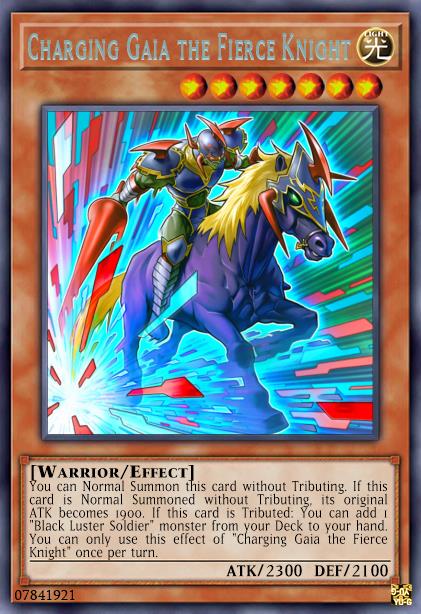 Charging Gaia the Fierce Knight
LIGHT
光
[Warrior/Effect]
You can Normal Summon this card without Tributing. If this
card is Normal Summoned without Tributing, its original
ATK becomes 1900. If this card is Tributed: You can add 1
"Black Luster Soldier" monster from your Deck to your hand.
You can only use this effect of "Charging Gaia the Fierce
Knight" once per turn.
ATK/2300 DEF/2100
07841921